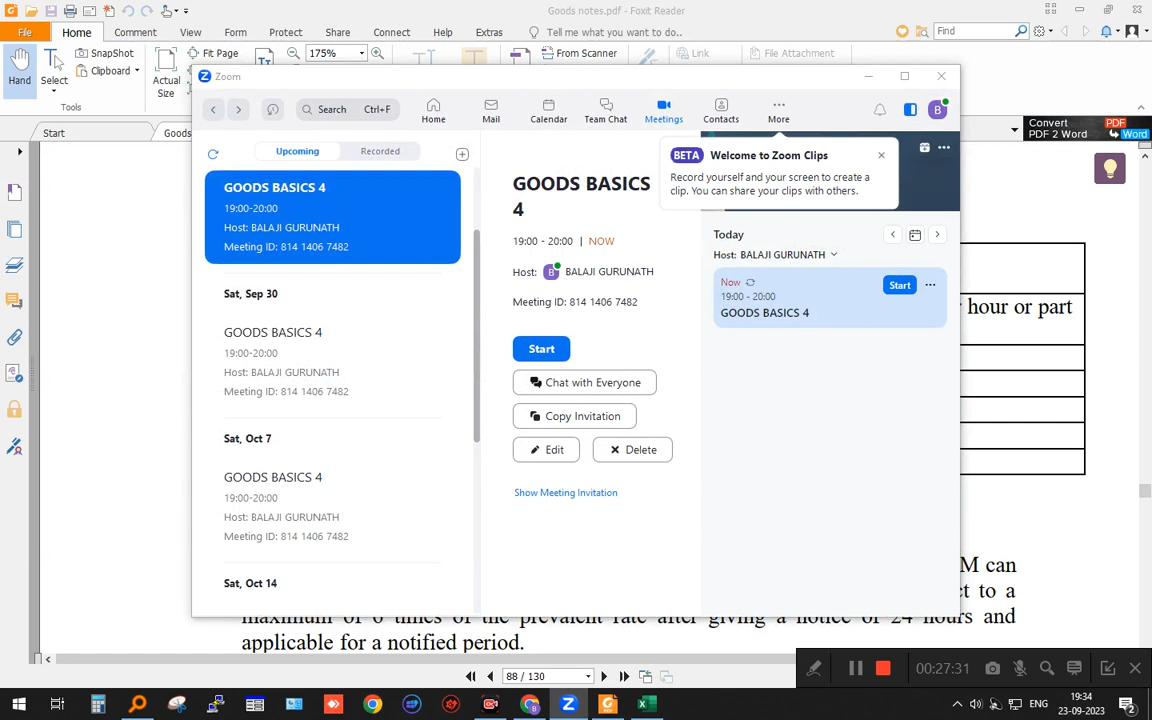 Goods notes.pdf - Foxit Reader
File
Home
Comment
View
Form
Protect
Share
Connect
Help
Extras
Tell me what you want to do..
Find
Hand
Select
SnapShot
Clipboard
Tools
Actual
Size
Fit Page
175%
From Scanner
Link
File Attachment
Start
Goods
Convert PDF
PDF 2 Word Word
Zoom
Search Ctrl+F
Home
Mail
Calendar
Team Chat
Meetings
Contacts
More
B
Upcoming
Recorded
GOODS BASICS 4
19:00-20:00
Host: BALAJI GURUNATH
Meeting ID: 814 1406 7482
Sat, Sep 30
GOODS BASICS 4
19:00-20:00
Host: BALAJI GURUNATH
Meeting ID: 814 1406 7482
Sat, Oct 7
GOODS BASICS 4
19:00-20:00
Host: BALAJI GURUNATH
Meeting ID: 814 1406 7482
Sat, Oct 14
GOODS BASICS
4
19:00 - 20:00 | NOW
Host: B BALAJI GURUNATH
Meeting ID: 814 1406 7482
Start
Chat with Everyone
Copy Invitation
Edit
Delete
Show Meeting Invitation
BETA Welcome to Zoom Clips
Record yourself and your screen to create a
clip. You can share your clips with others.
Today
Host: BALAJI GURUNATH
Now
19:00 - 20:00
GOODS BASICS 4
Start
hour or part
M can
ct to a
maximum of 6 times of the prevalent rate after giving a notice of 24 hours and
applicable for a notified period.
88 / 130
00:27:31
ENG
19:34
23-09-2023
2